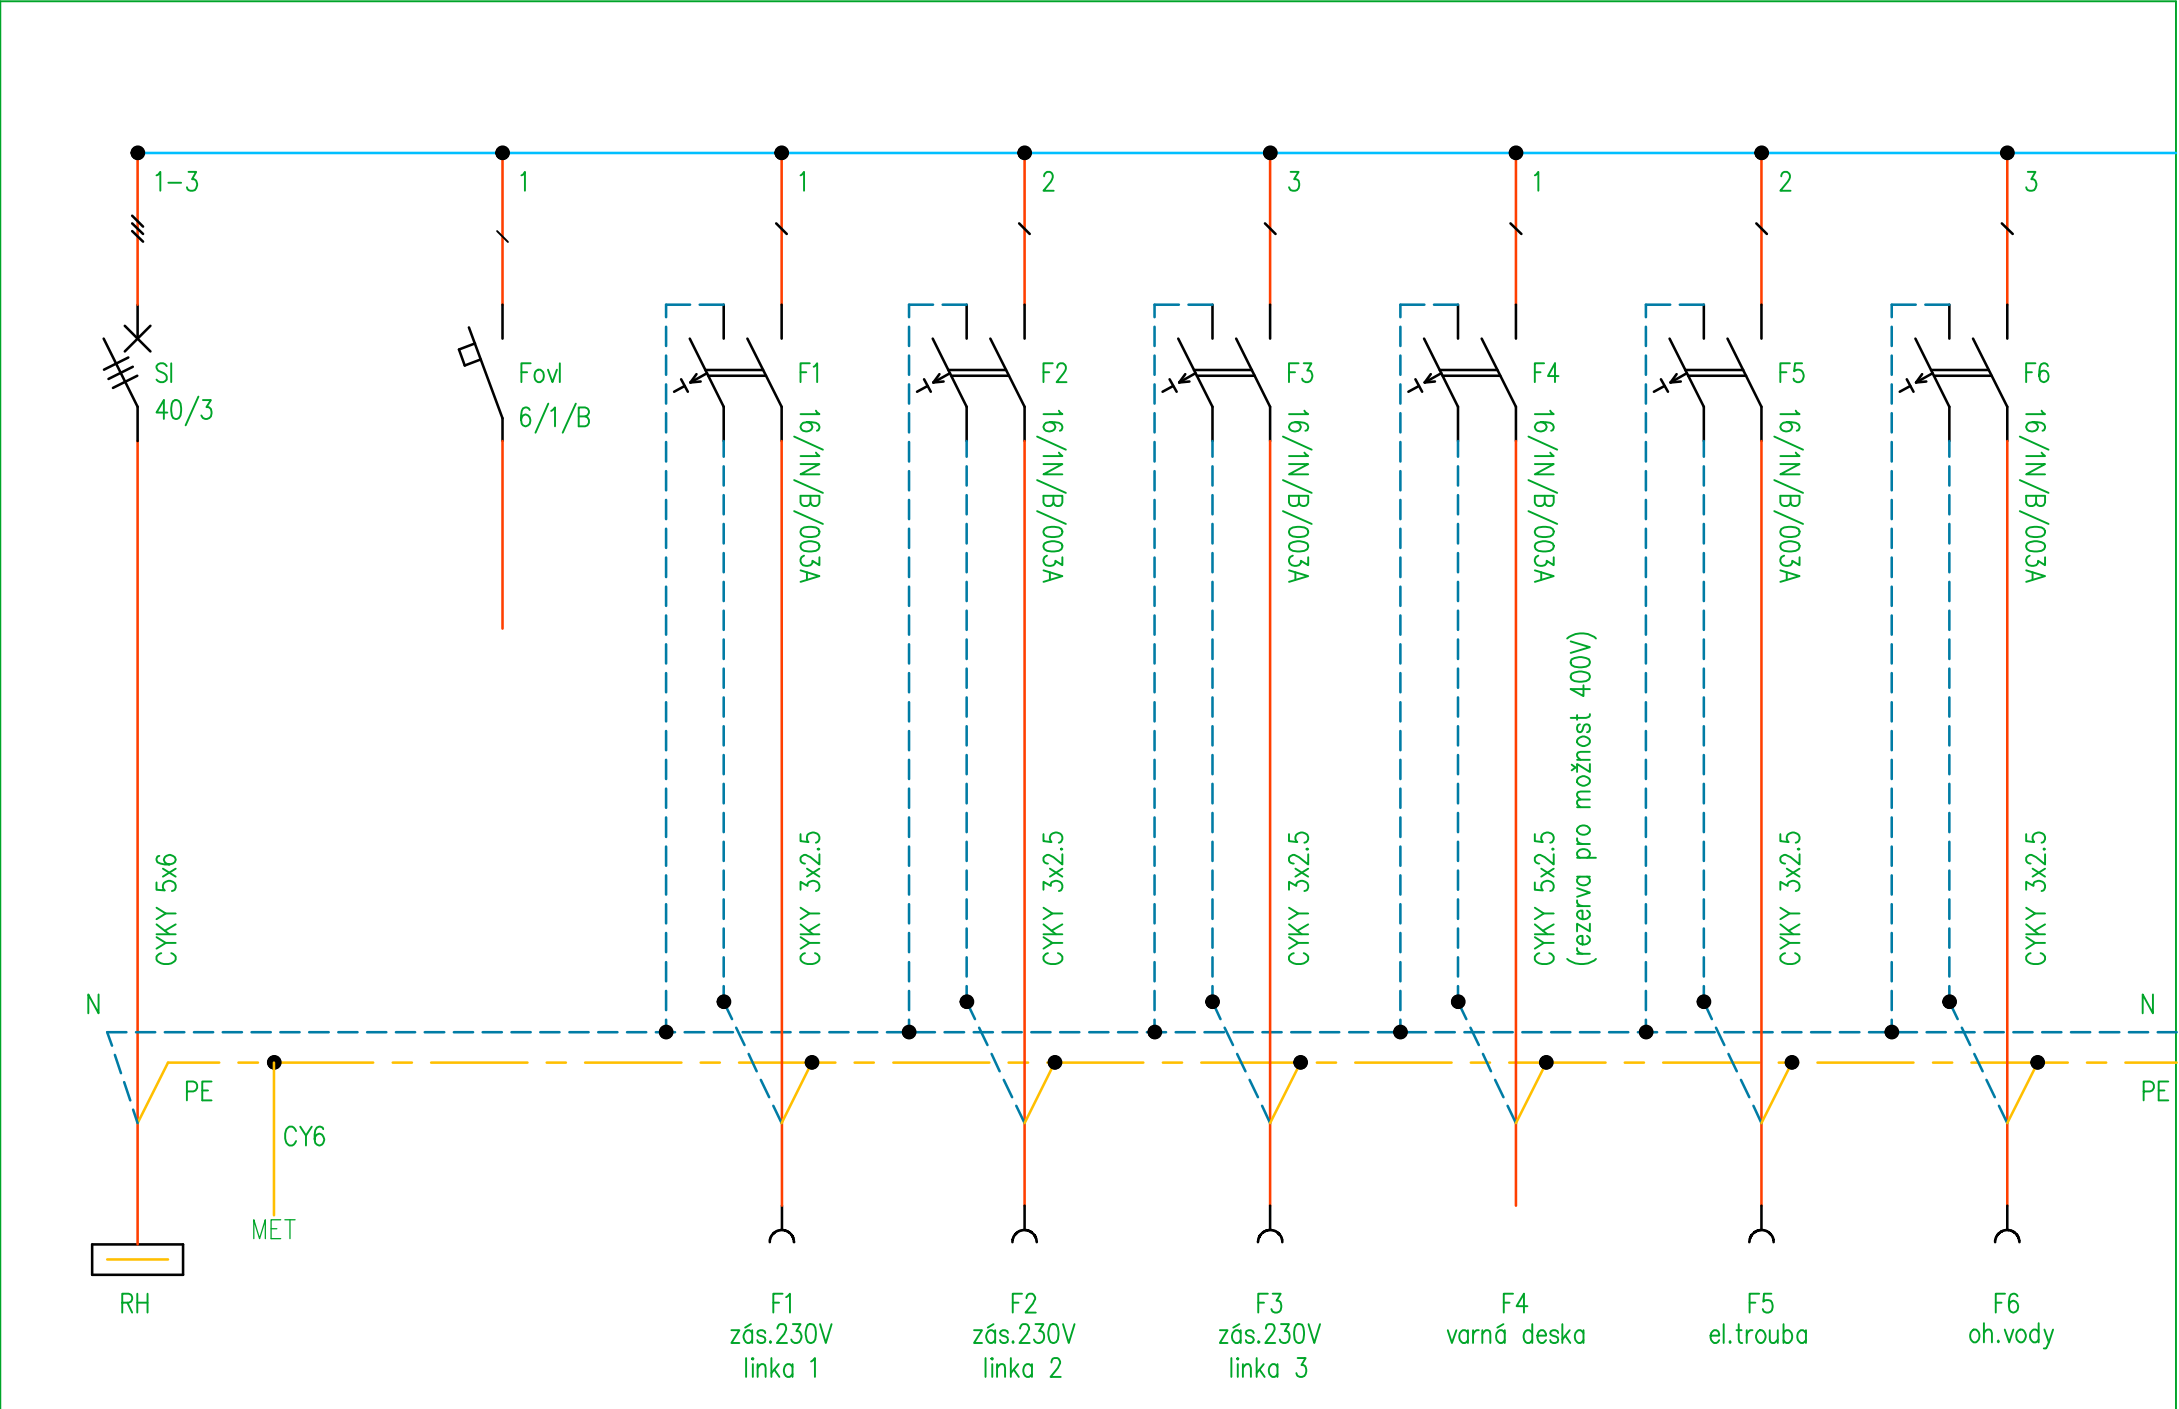 1-3
1
1
2
3
1
2
3
SI
40/3
Fovl
6/1/B
F1
16/1N/B/003A
F2
16/1N/B/003A
F3
16/1N/B/003A
F4
16/1N/B/003A
F5
16/1N/B/003A
F6
16/1N/B/003A
CYKY 5x6
CYKY 3x2.5
CYKY 3x2.5
CYKY 3x2.5
CYKY 5x2.5
(rezerva pro možnost 400V)
CYKY 3x2.5
CYKY 3x2.5
N
N
PE
PE
CY6
MET
RH
F1
zás.230V
linka 1
F2
zás.230V
linka 2
F3
zás.230V
linka 3
F4
varná deska
F5
el.trouba
F6
oh.vody